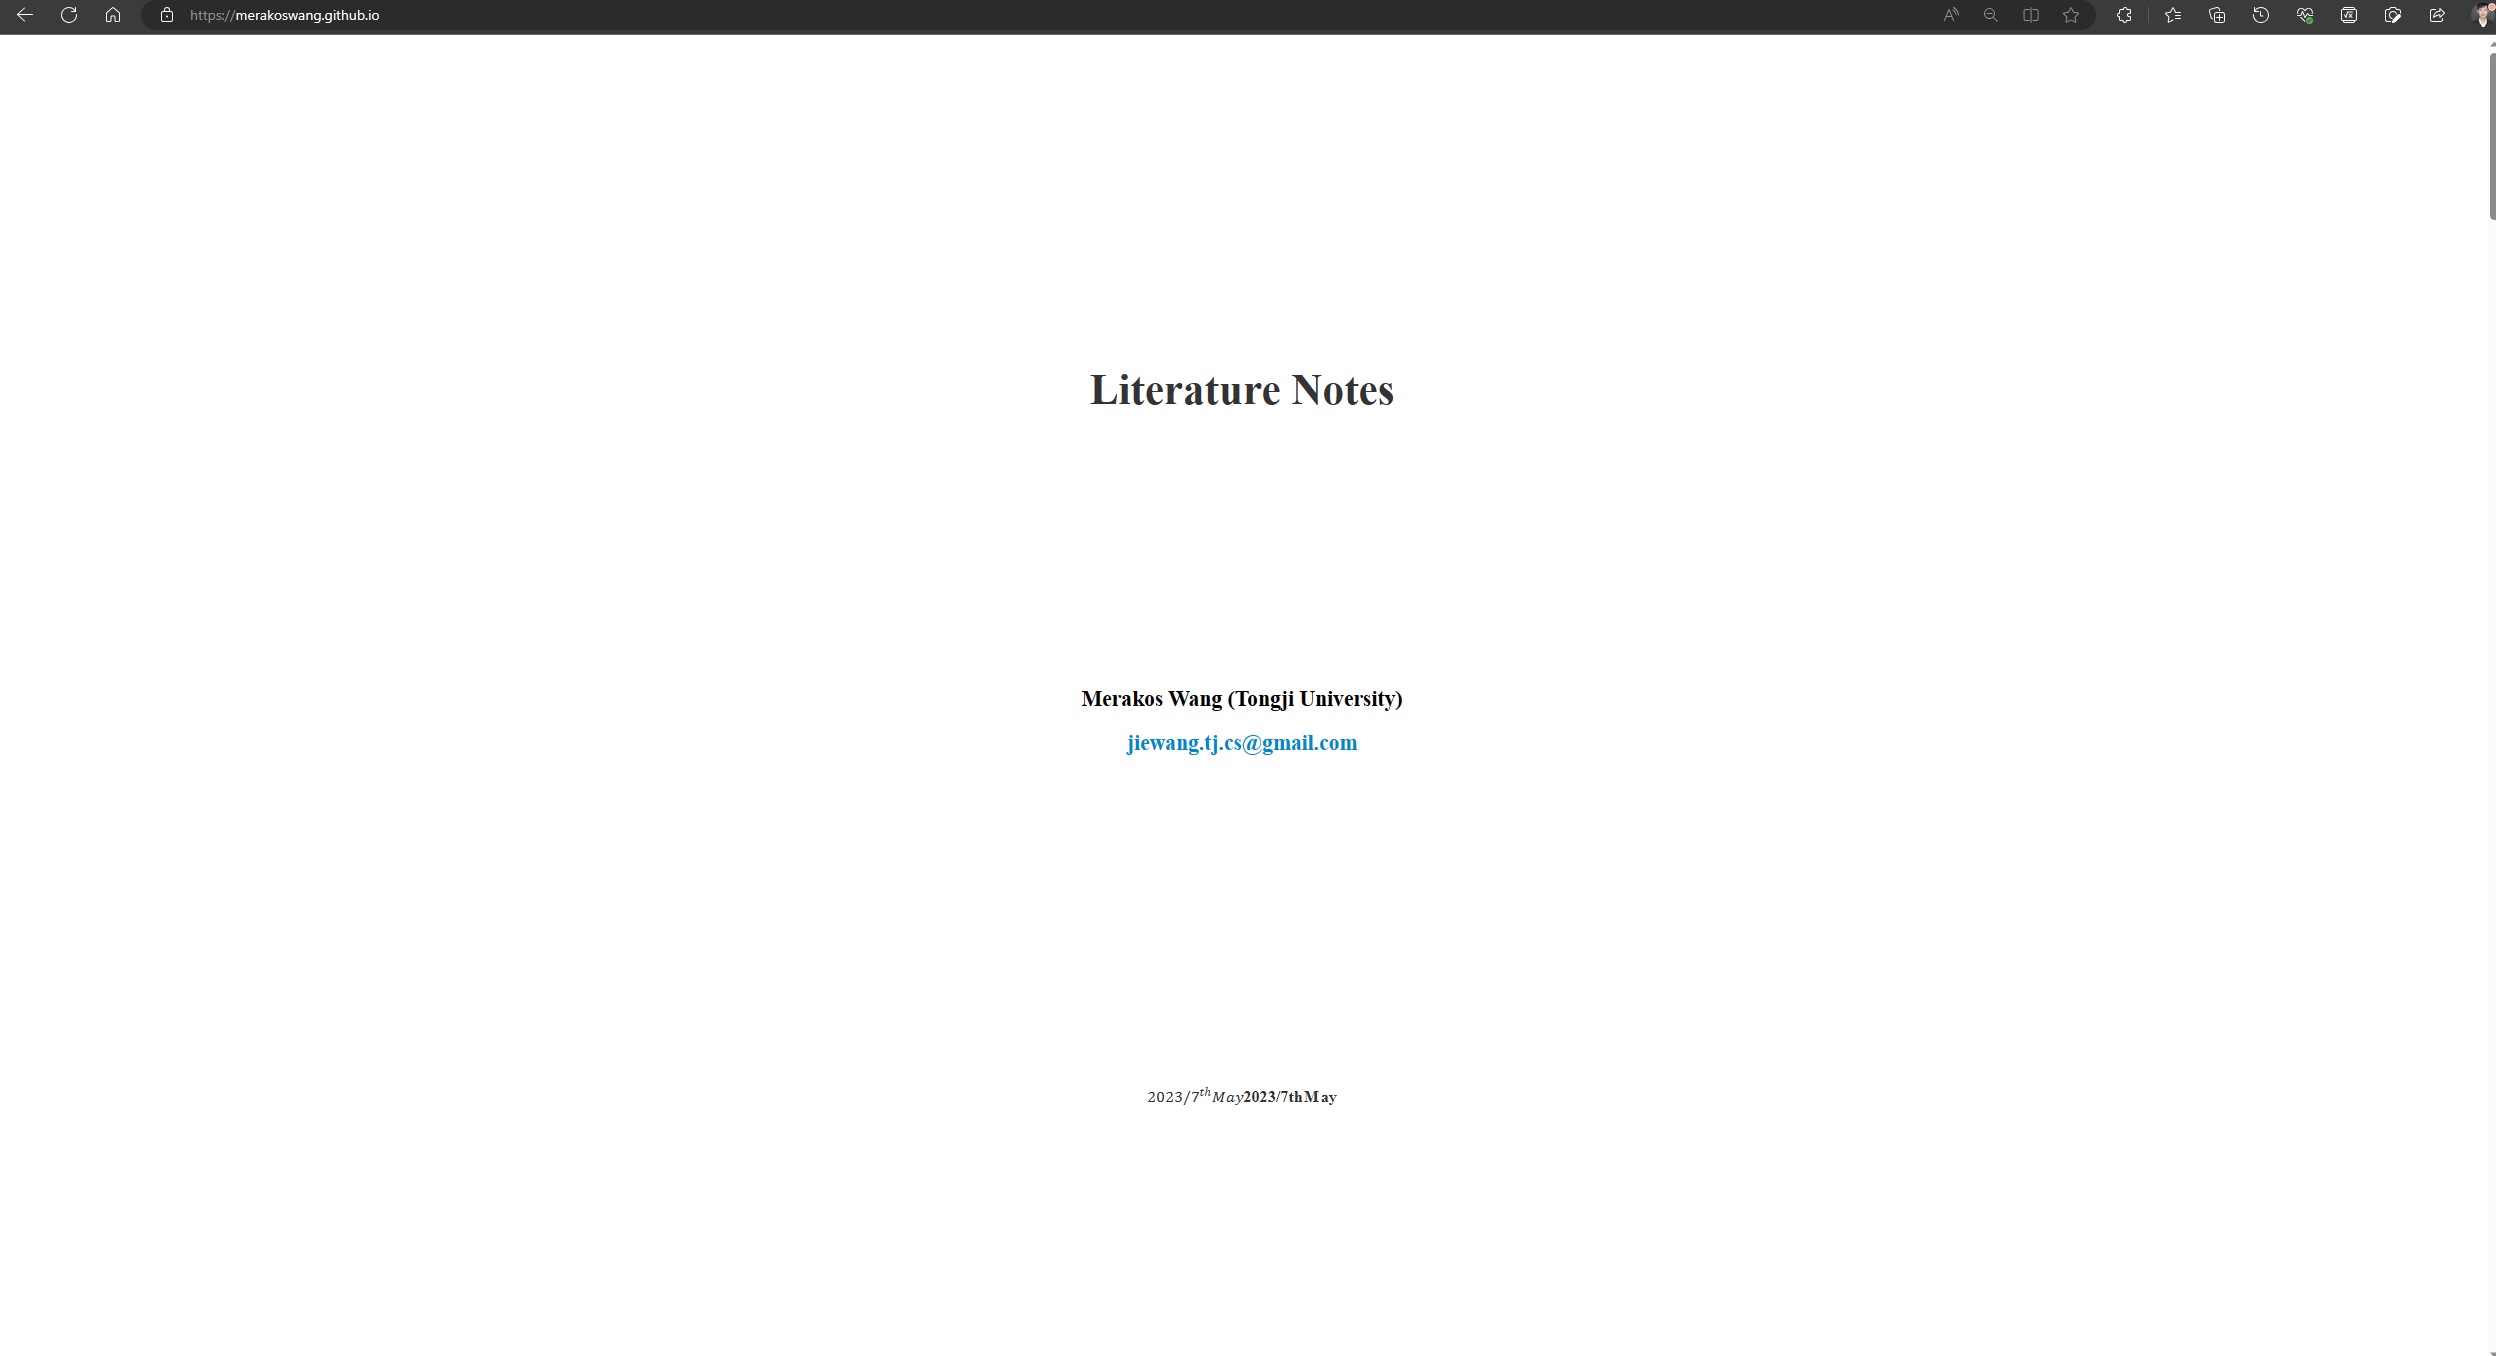 https://merakoswang.github.io
Literature Notes
Merakos Wang (Tongji University)
jiewang.tj.cs@gmail.com
2023/7thMay2023/7thMay